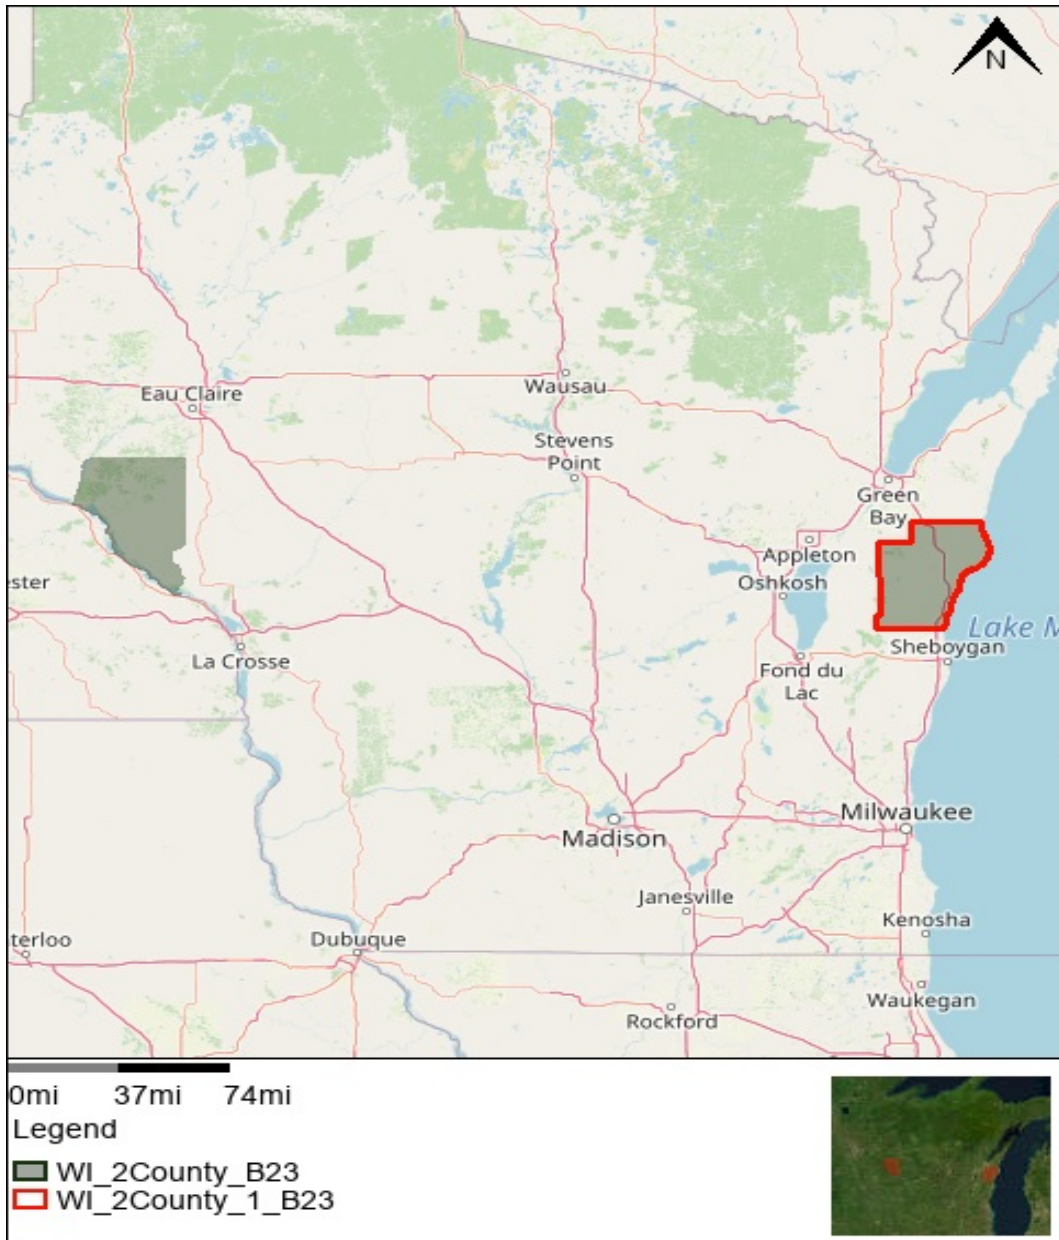 N
Eau Claire
Wausau
Stevens
Point
Green
Bay
Appleton
Oshkosh
ester
Lake M
Sheboygan
La Crosse
Fond du
Lac
Milwaukee
Madison
Janesville
Kenosha
terloo
Dubuque
Waukegan
Rockford
0mi 37mi 74mi
Legend
WI_2County_B23
WI_2County_1_B23